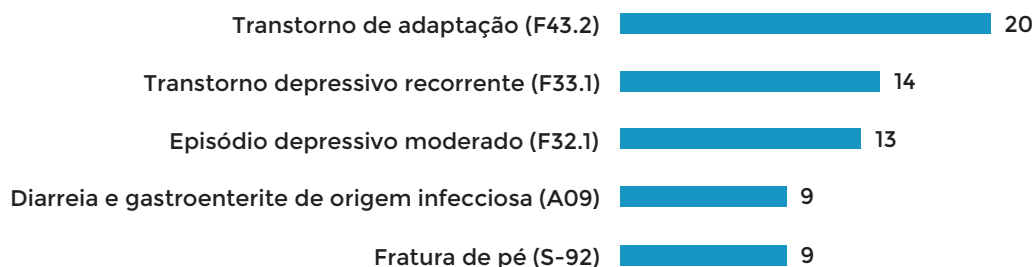 Transtorno de adaptação (F43.2) 20
Transtorno depressivo recorrente (F33.1) 14
Episódio depressivo moderado (F32.1) 13
Diarreia e gastroenterite de origem infecciosa (A09) 9
Fratura de pé (S-92) 9